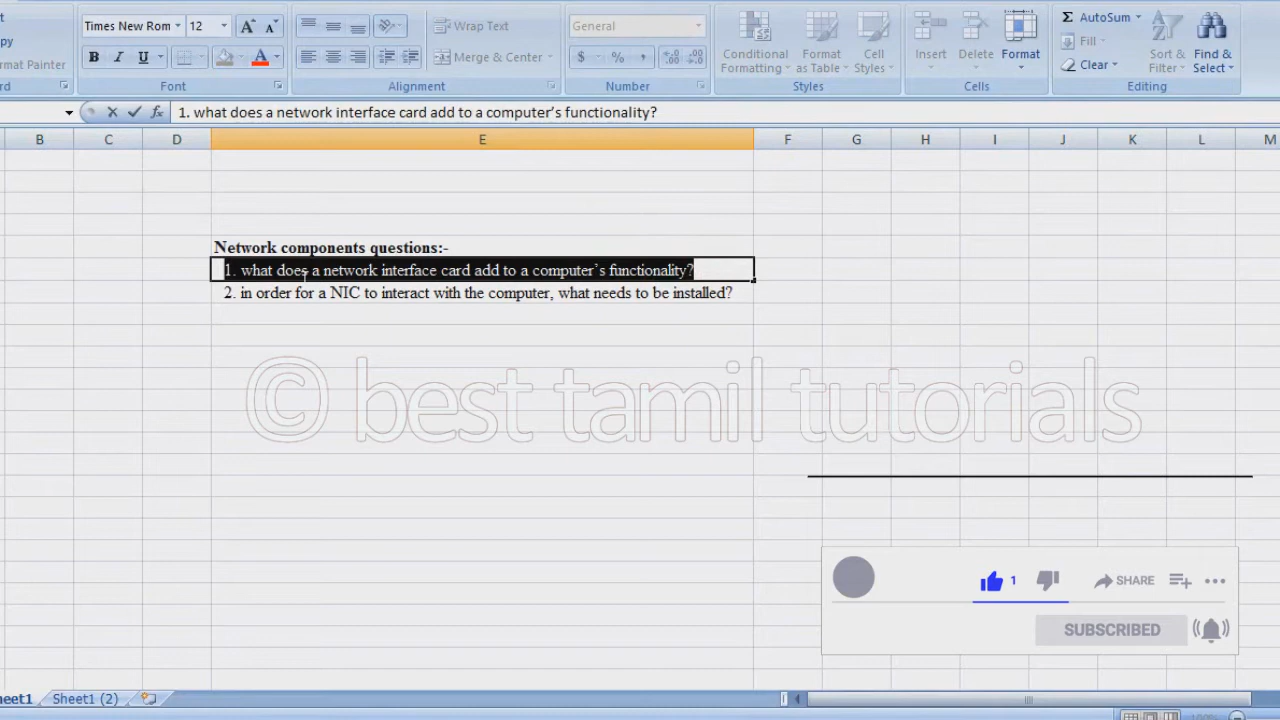 Times New Rom 12 Wrap Text General AutoSum
Fill
Conditional Format Cell Insert Delete Format Sort & Find &
rmat Painter B I U Merge & Center $ % , Formatting as Table Styles Clear Filter Select
Font Alignment Number Styles Cells Editing
fx 1. what does a network interface card add to a computer’s functionality?
B C D E F G H I J K L M
Network components questions:-
1. what does a network interface card add to a computer’s functionality?
2. in order for a NIC to interact with the computer, what needs to be installed?
© best tamil tutorials
1 SHARE
SUBSCRIBED
eet1 Sheet1 (2)